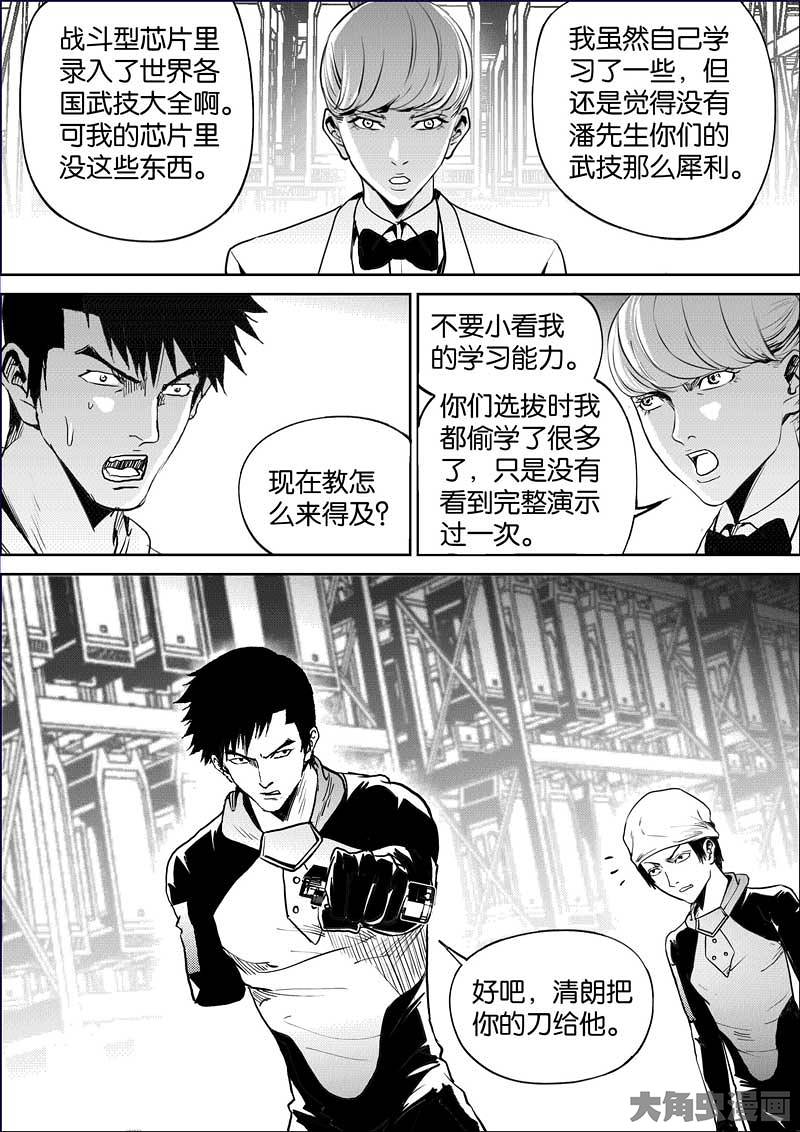 战斗型芯片里
录入了世界各
国武技大全啊。
可我的芯片里
没这些东西。
我虽然自己学
习了一些，但
还是觉得没有
潘先生你们的
武技那么犀利。
现在教怎
么来得及？
不要小看我
的学习能力。
你们选拔时我
都偷学了很多
了，只是没有
看到完整演示
过一次。
好吧，清朗把
你的刀给他。
大角虫漫画